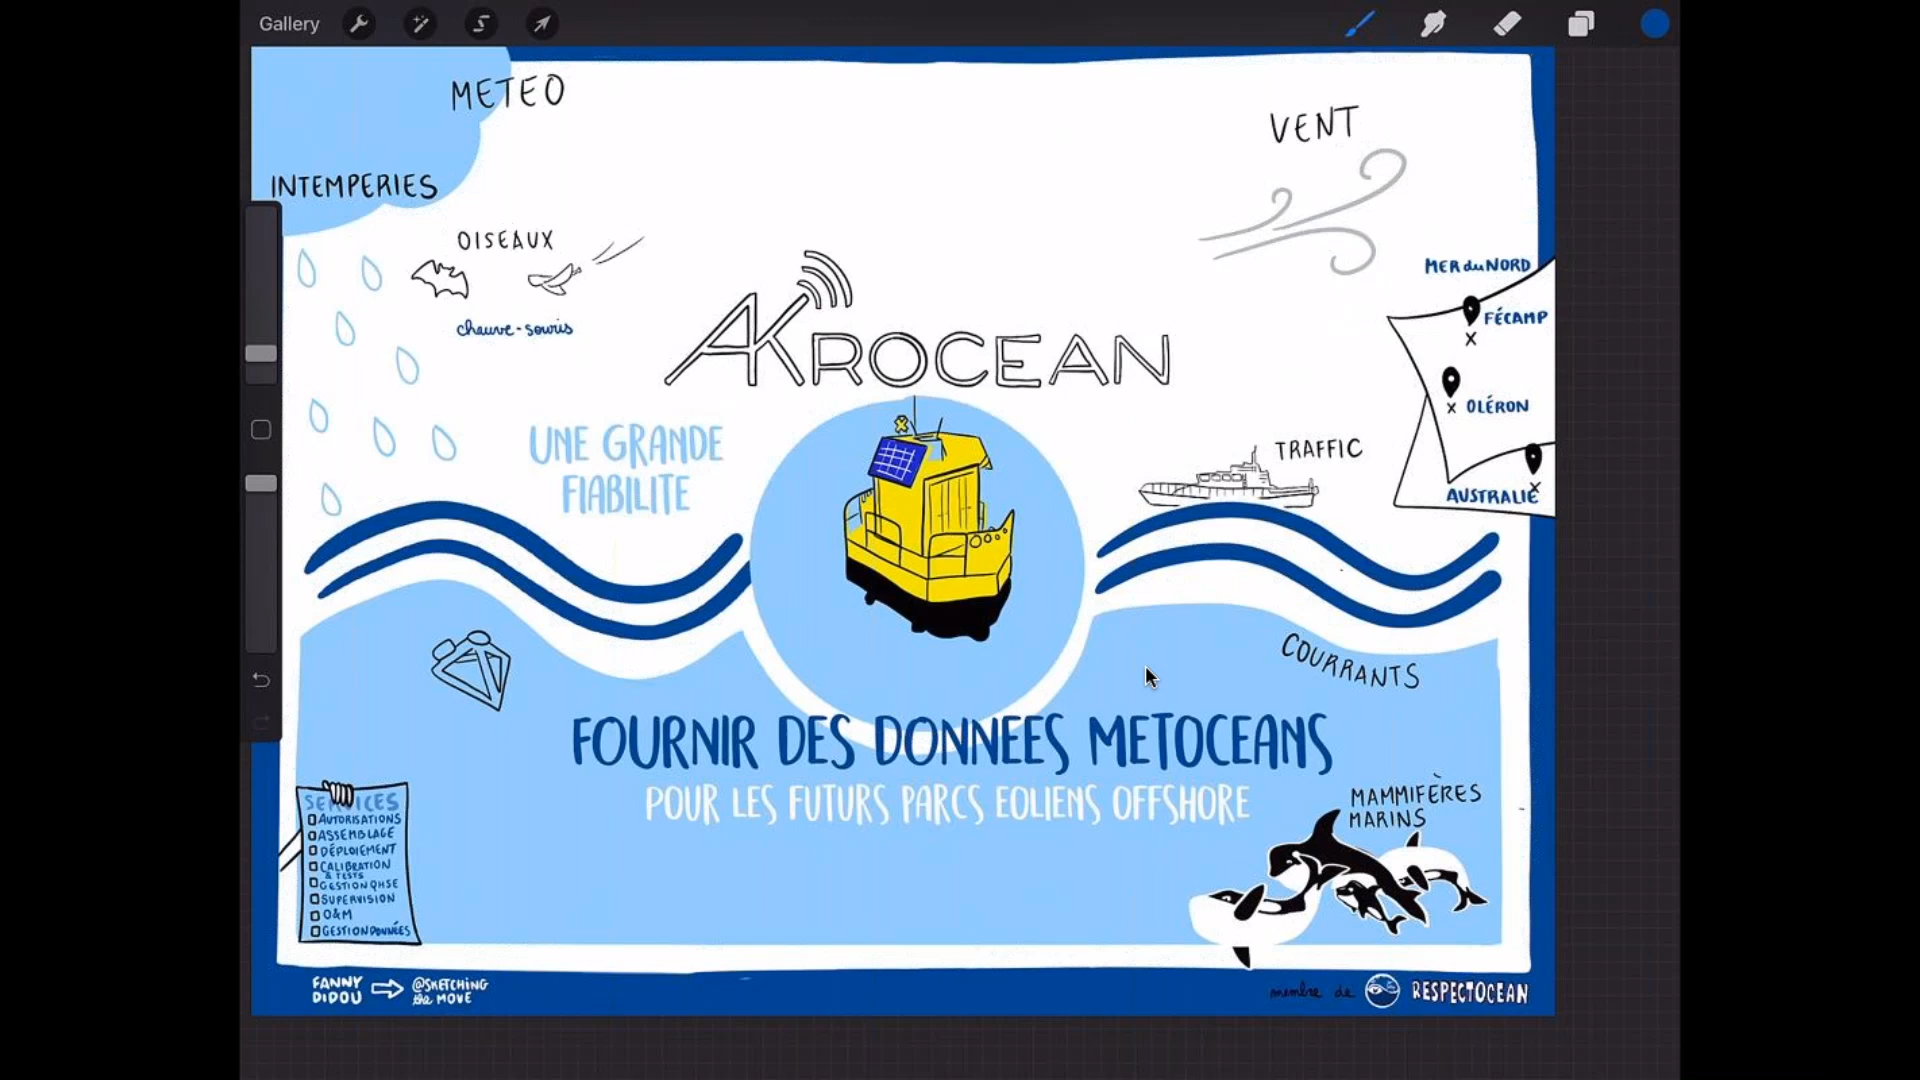 Gallery
METEO
VENT
INTEMPERIES
OISEAUX
chauve-souris
MER du NORD
FÉCAMP
OLÉRON
AUSTRALIE
AKROCEAN
UNE GRANDE
FIABILITE
TRAFFIC
COURRANTS
FOURNIR DES DONNEES METOCEANS
POUR LES FUTURS PARCS EOLIENS OFFSHORE
SERVICES
AUTORISATIONS
ASSEMBLAGE
DÉPLOIEMENT
CALIBRATION
& TESTS
GESTION QHSE
SUPERVISION
O&M
GESTION DONNÉES
MAMMIFÈRES
MARINS
FANNY
DIDOU
@SKETCHING
the MOVE
membre de
RESPECTOCEAN